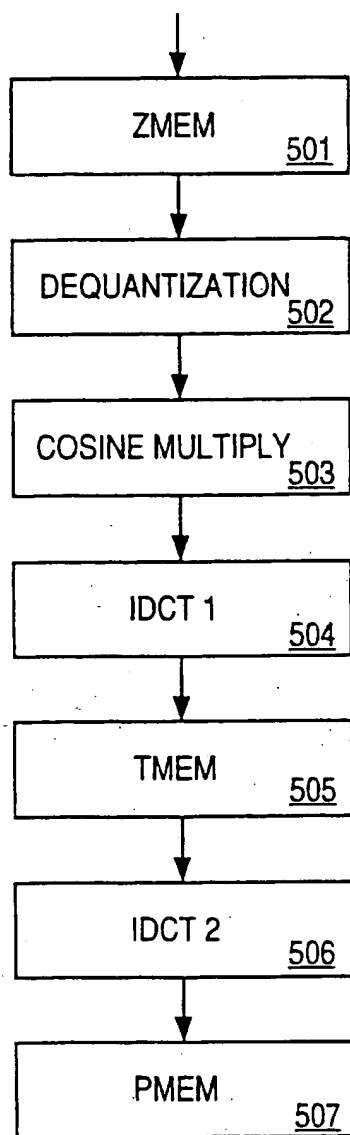 ZMEM
501
DEQUANTIZATION
502
COSINE MULTIPLY
503
IDCT 1
504
TMEM
505
IDCT 2
506
PMEM
507